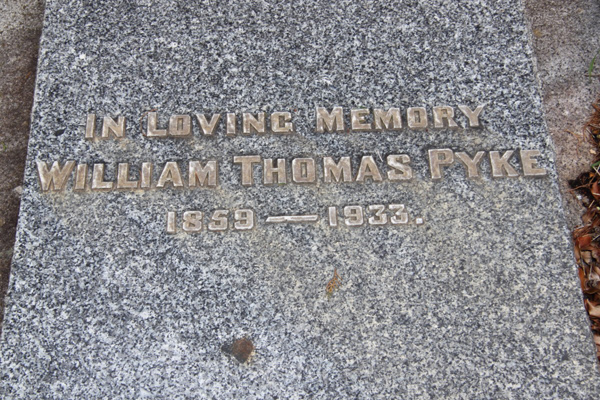 IN LOVING MEMORY
WILLIAM THOMAS PYKE
1859 — 1933.